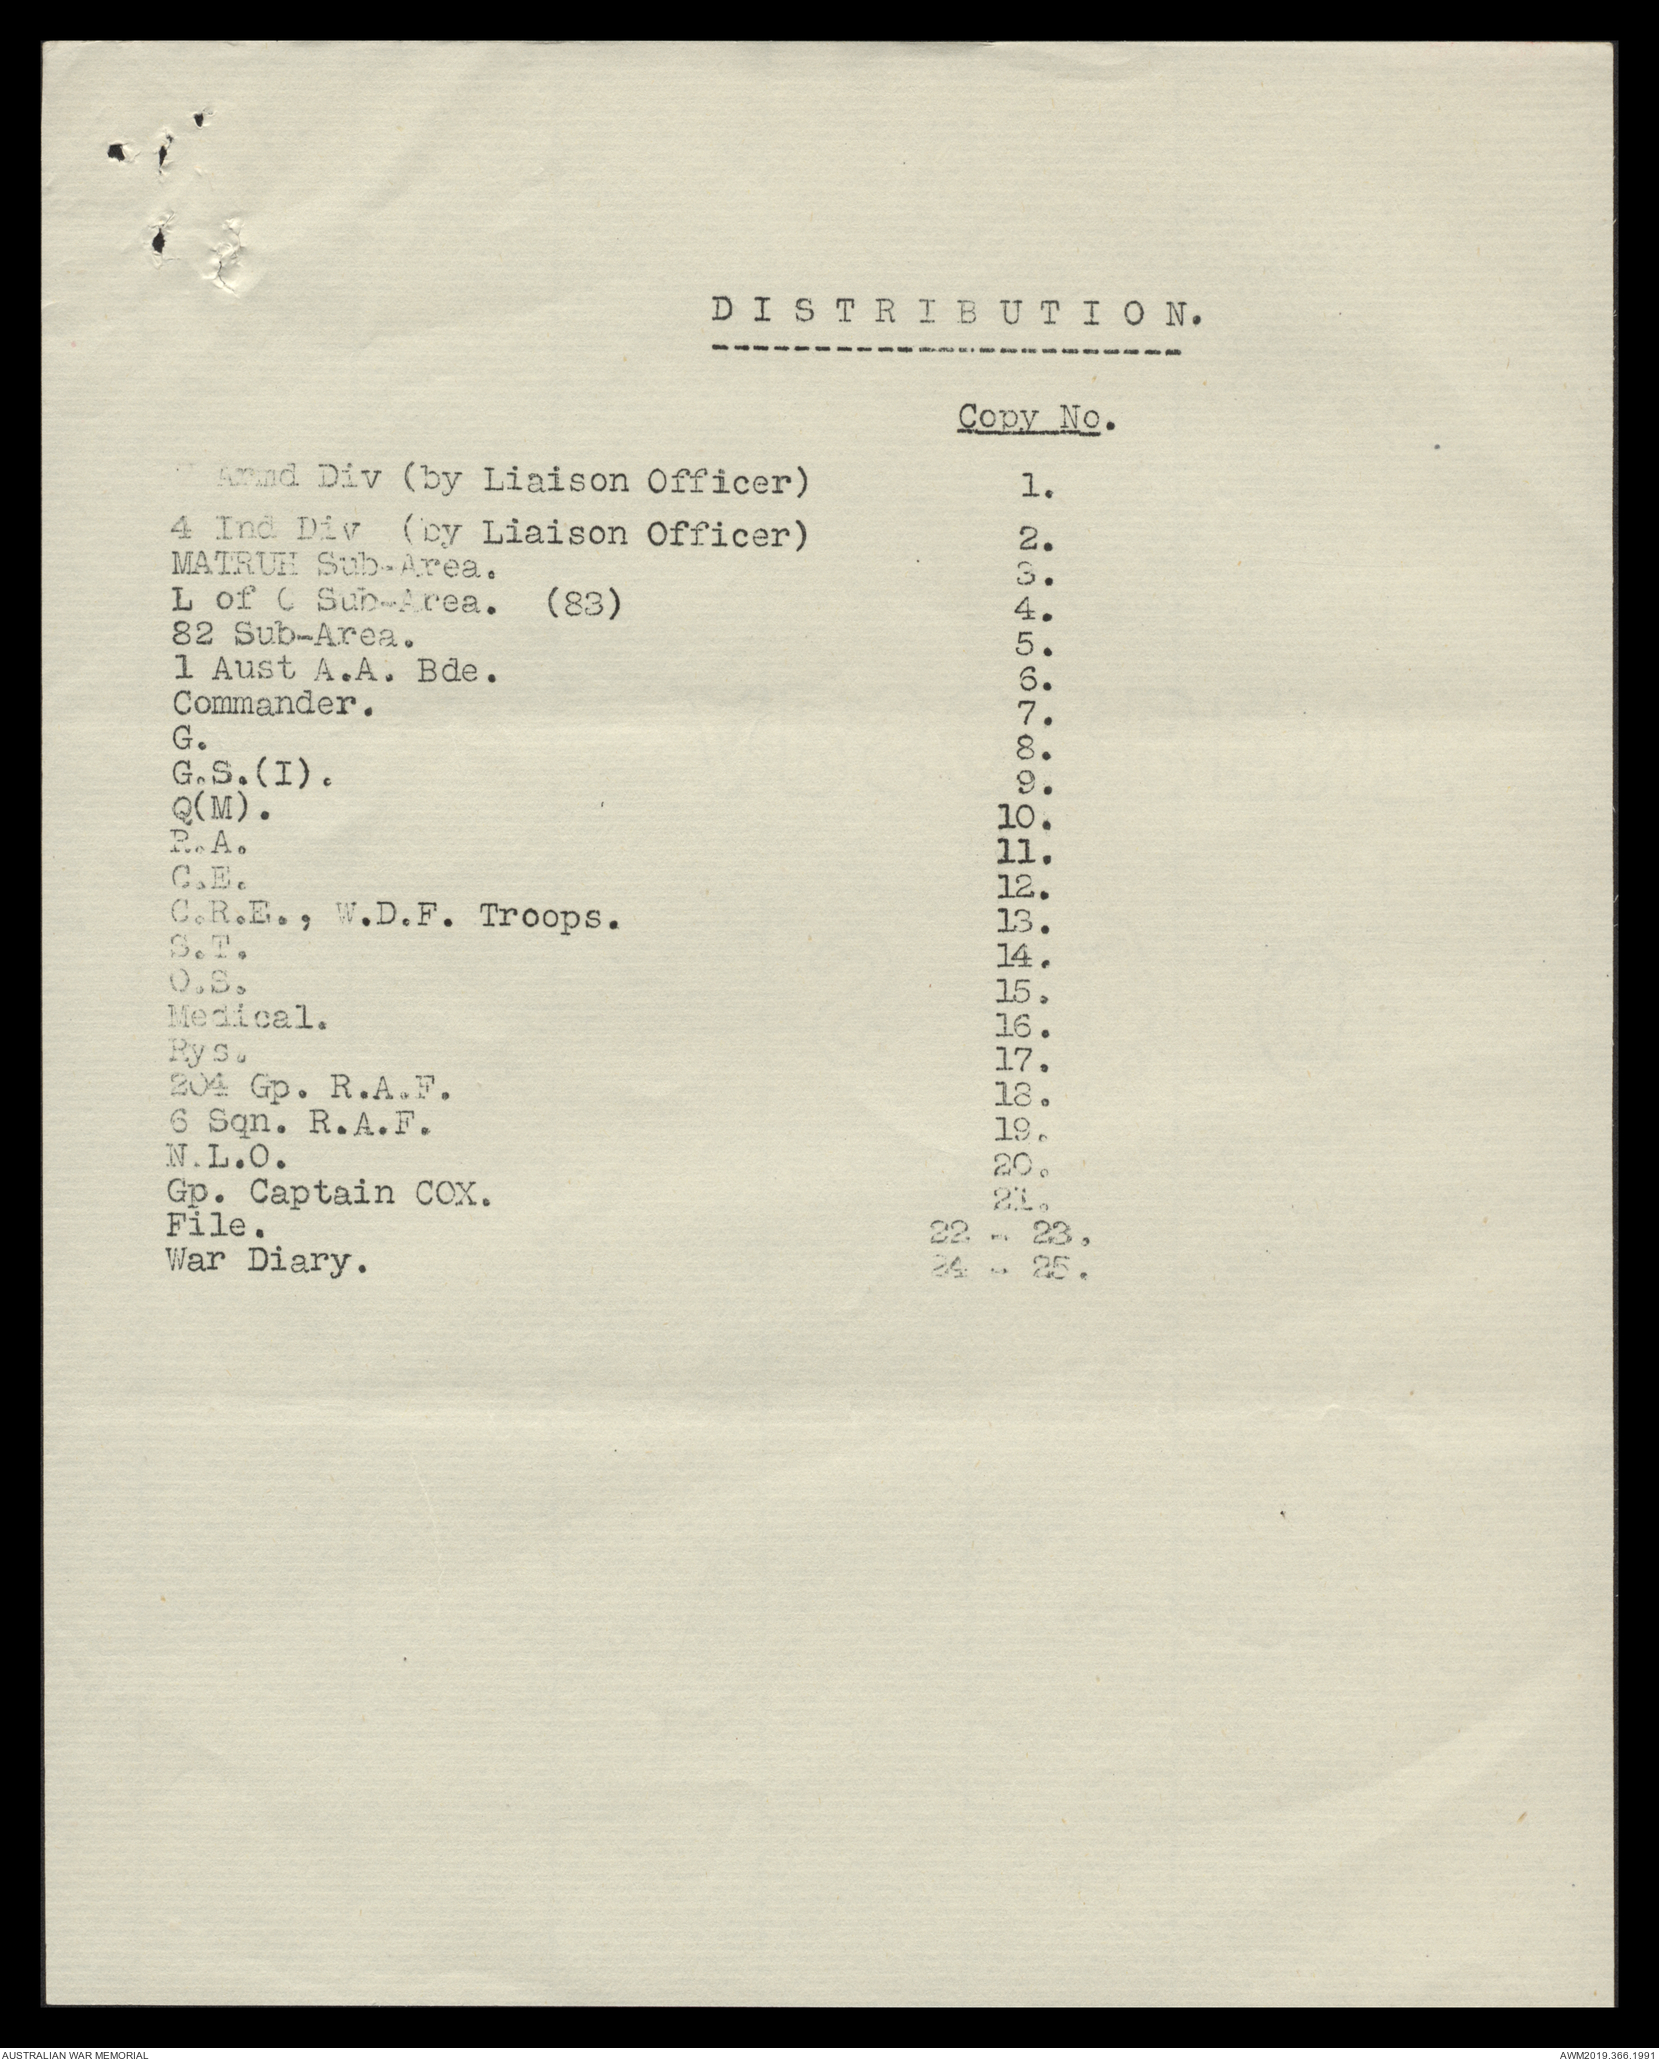 D I S T R I B U T I O N.
Copy No.
Armd Div (by Liaison Officer) 1.
4 Ind Div (by Liaison Officer) 2.
MATRUH Sub-Area. 3.
L of C Sub-Area. (83) 4.
82 Sub-Area. 5.
1 Aust A.A. Bde. 6.
Commander. 7.
G. 8.
G.S.(I). 9.
Q(M). 10.
R.A. 11.
C.E. 12.
C.R.E., W.D.F. Troops. 13.
S.T. 14.
O.S. 15.
Medical. 16.
Rys. 17.
204 Gp. R.A.F. 18.
6 Sqn. R.A.F. 19.
N.L.O. 20.
Gp. Captain COX. 21.
File. 22 - 23.
War Diary. 24 - 25.
AUSTRALIAN WAR MEMORIAL AWM2019.366.1991